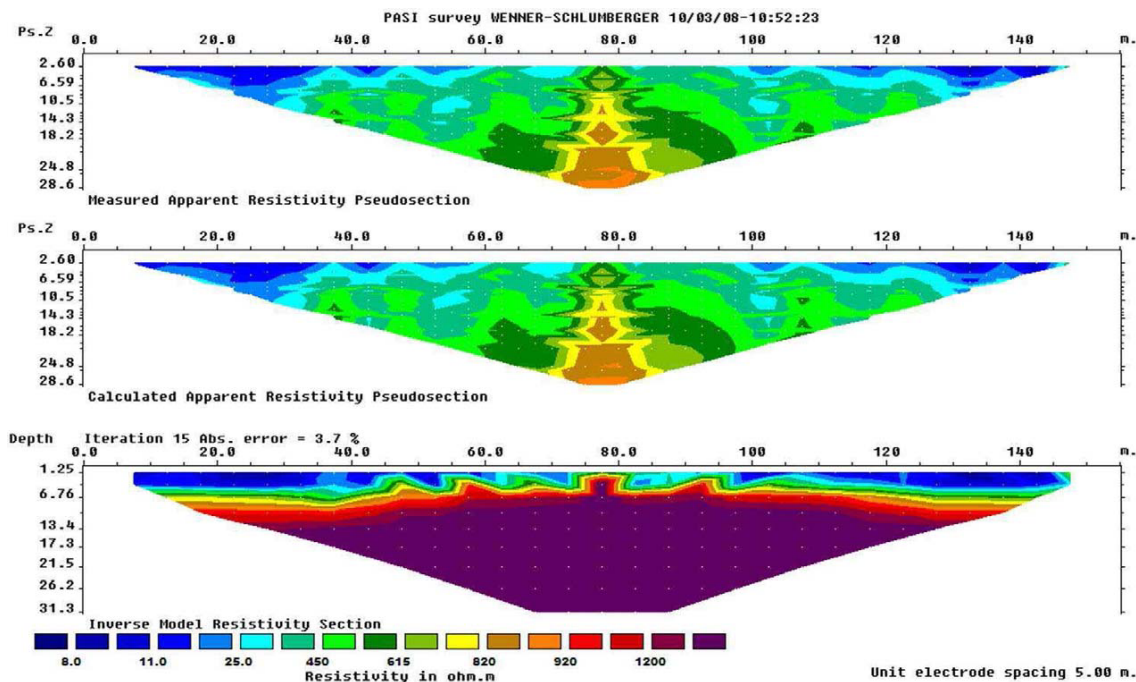 PASI survey WENNER-SCHLUMBERGER 10/03/08-10:52:23
Ps.Z 0.0 20.0 40.0 60.0 80.0 100 120 140 m.
2.60
6.59
10.5
14.3
18.2
24.8
28.6
Measured Apparent Resistivity Pseudosection
Ps.Z 0.0 20.0 40.0 60.0 80.0 100 120 140 m.
2.60
6.59
10.5
14.3
18.2
24.8
28.6
Calculated Apparent Resistivity Pseudosection
Depth Iteration 15 Abs. error = 3.7 %
0.0 20.0 40.0 60.0 80.0 100 120 140 m.
1.25
6.76
13.4
17.3
21.5
26.2
31.3
Inverse Model Resistivity Section
8.0 11.0 25.0 450 615 820 920 1200
Resistivity in ohm.m
Unit electrode spacing 5.00 m.